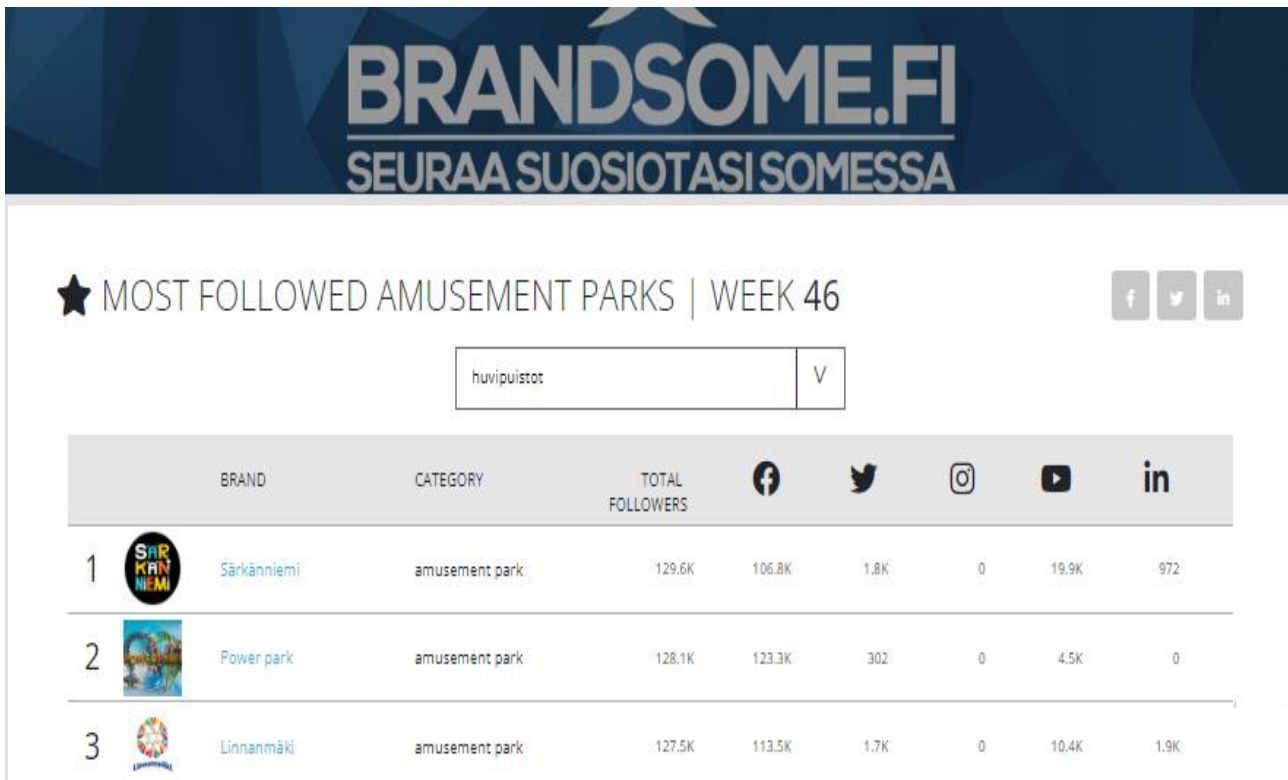 BRANDSOME.FI
SEURAA SUOSIOTASI SOMESSA
MOST FOLLOWED AMUSEMENT PARKS | WEEK 46
huvipuistot V
BRAND CATEGORY TOTAL FOLLOWERS in
1 SÄR KÄN NIEMI Särkänniemi amusement park 129.6K 106.8K 1.8K 0 19.9K 972
2 Power park amusement park 128.1K 123.3K 302 0 4.5K 0
3 Linnanmäki Linnanmäki amusement park 127.5K 113.5K 1.7K 0 10.4K 1.9K